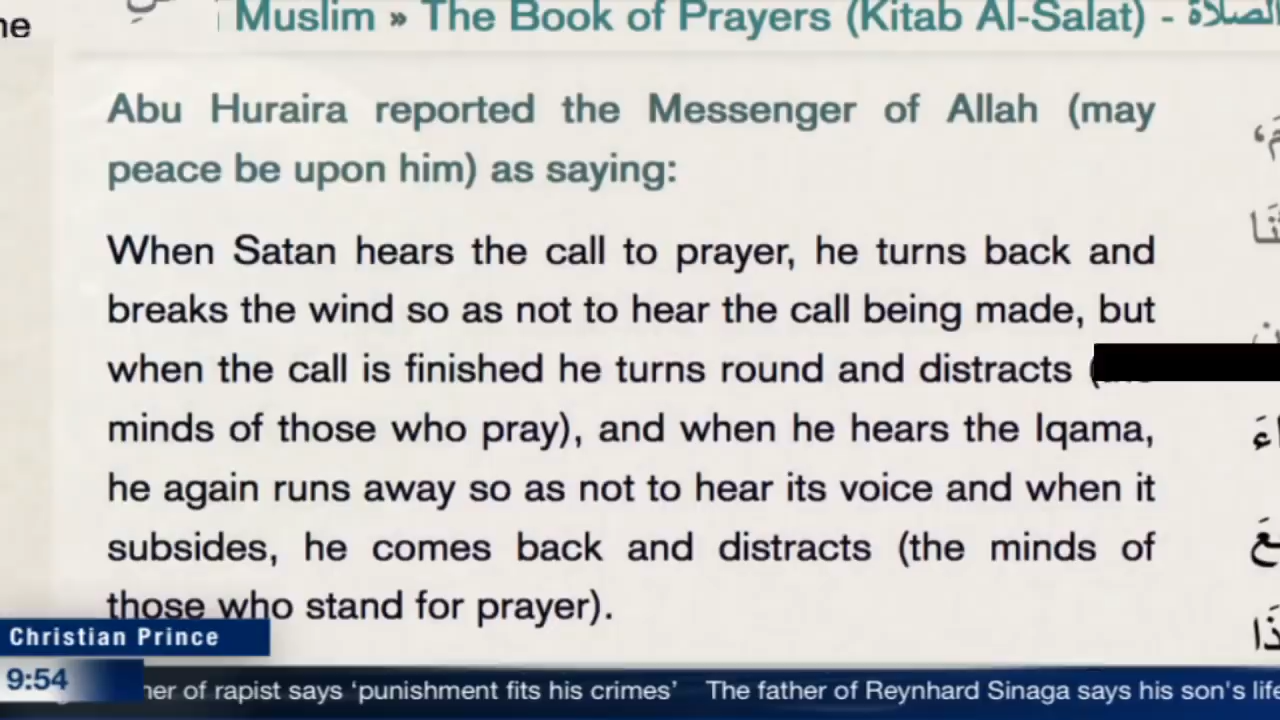 ne
Muslim » The Book of Prayers (Kitab Al-Salat) -
Abu Huraira reported the Messenger of Allah (may
peace be upon him) as saying:
When Satan hears the call to prayer, he turns back and
breaks the wind so as not to hear the call being made, but
when the call is finished he turns round and distracts (
minds of those who pray), and when he hears the Iqama,
he again runs away so as not to hear its voice and when it
subsides, he comes back and distracts (the minds of
those who stand for prayer).
Christian Prince
9:54
her of rapist says ‘punishment fits his crimes’ The father of Reynhard Sinaga says his son's life